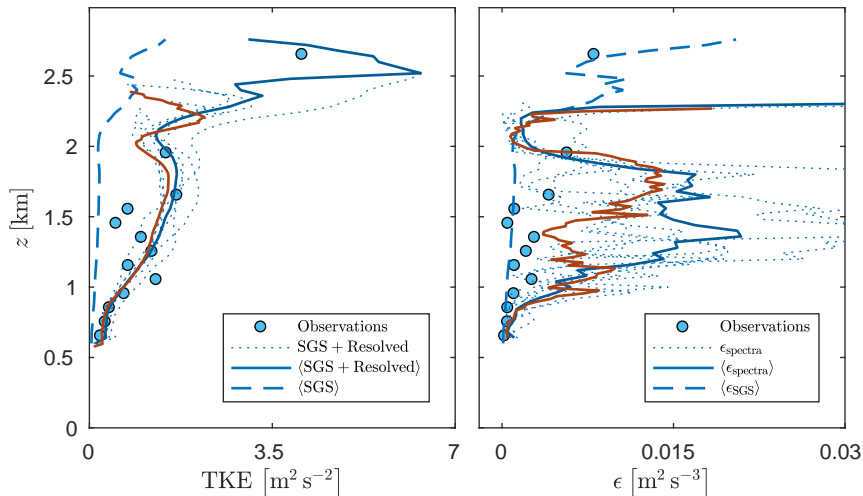 2.5
2
1.5
1
0.5
0
z [km]
Observations
SGS + Resolved
⟨SGS + Resolved⟩
⟨SGS⟩
0
3.5
7
TKE [m² s⁻²]
Observations
ϵspectra
⟨ϵspectra⟩
⟨ϵSGS⟩
0
0.015
0.03
ϵ [m² s⁻³]